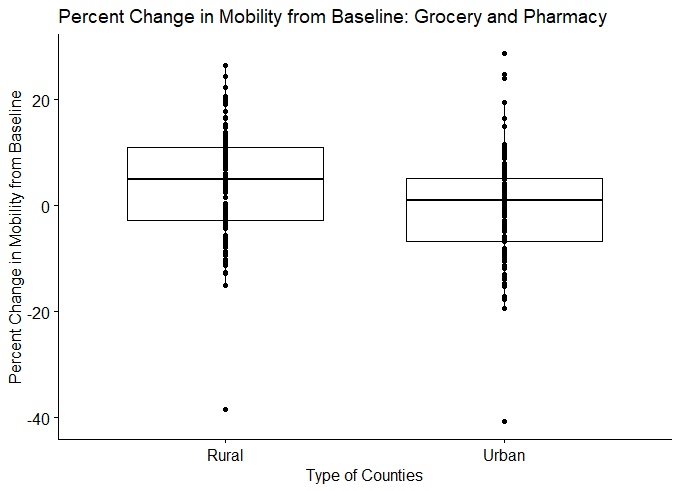 Percent Change in Mobility from Baseline: Grocery and Pharmacy
Percent Change in Mobility from Baseline
20
0
-20
-40
Rural
Urban
Type of Counties